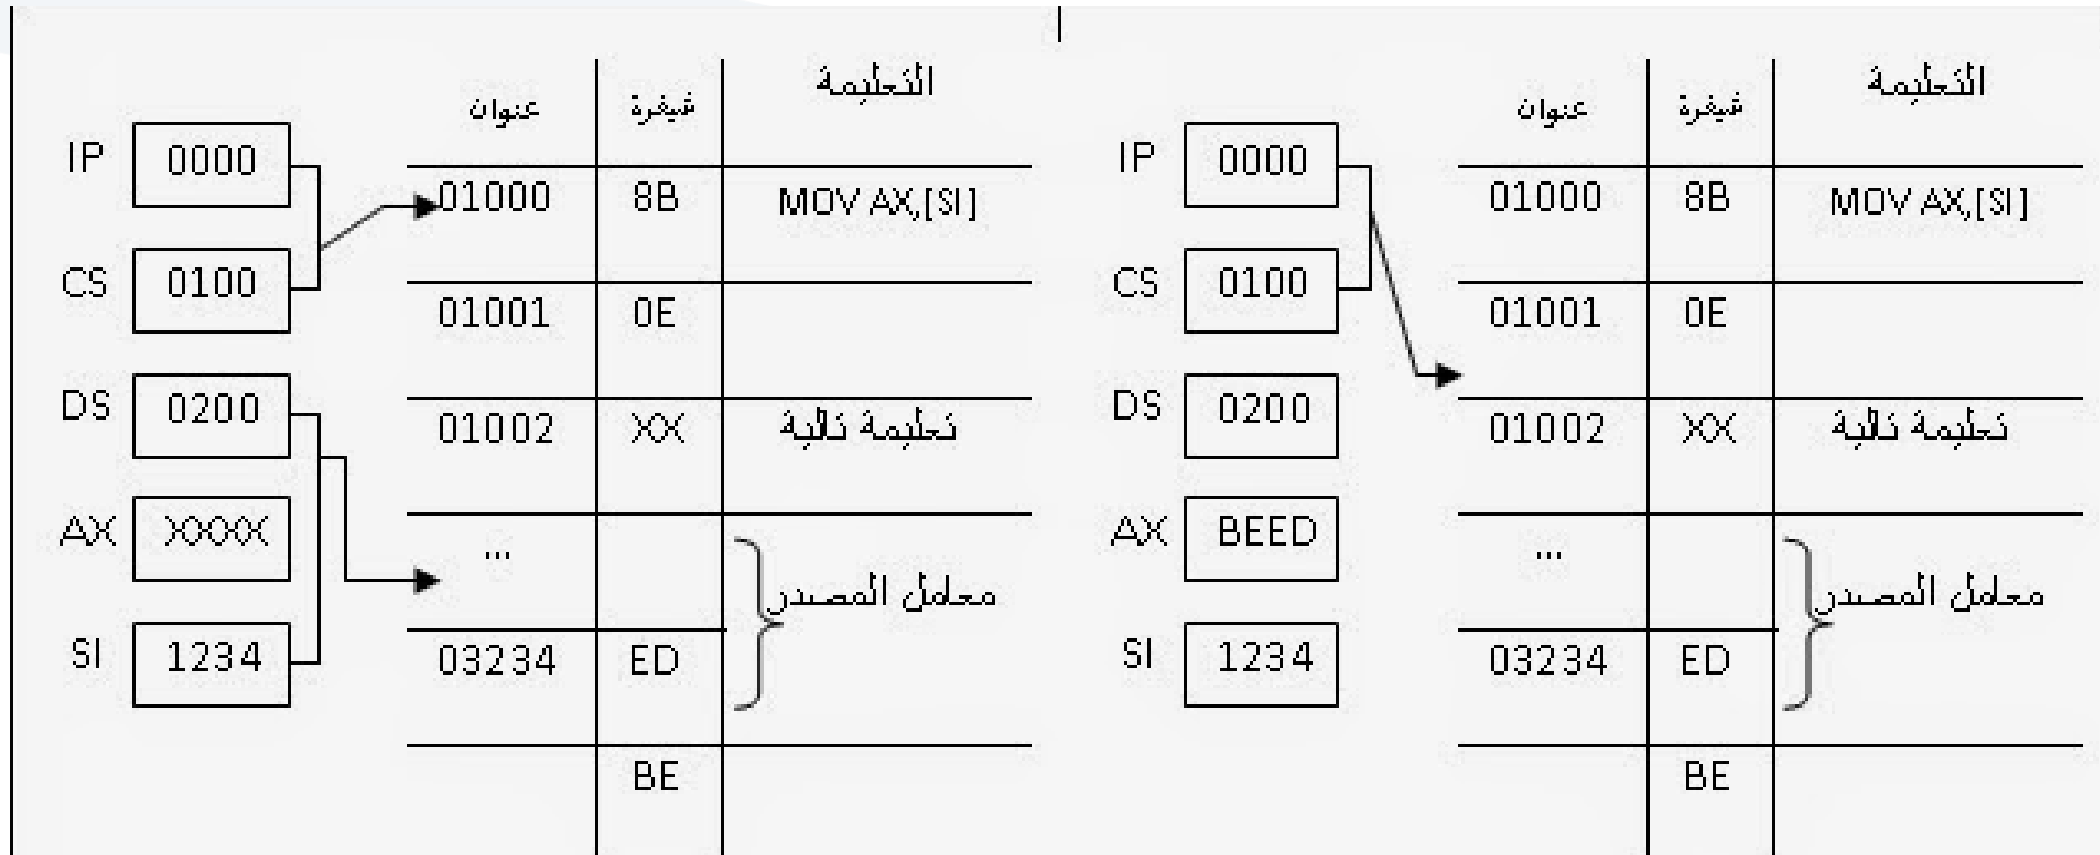 عنوان شيفرة التعليمة
IP 0000
01000 8B MOV AX,[SI]
CS 0100
01001 0E
DS 0200
01002 XX تعليمة تالية
AX XXXX
...
معامل المصدر
SI 1234
03234 ED
BE
عنوان شيفرة التعليمة
IP 0000
01000 8B MOV AX,[SI]
CS 0100
01001 0E
DS 0200
01002 XX تعليمة تالية
AX BEED
...
معامل المصدر
SI 1234
03234 ED
BE